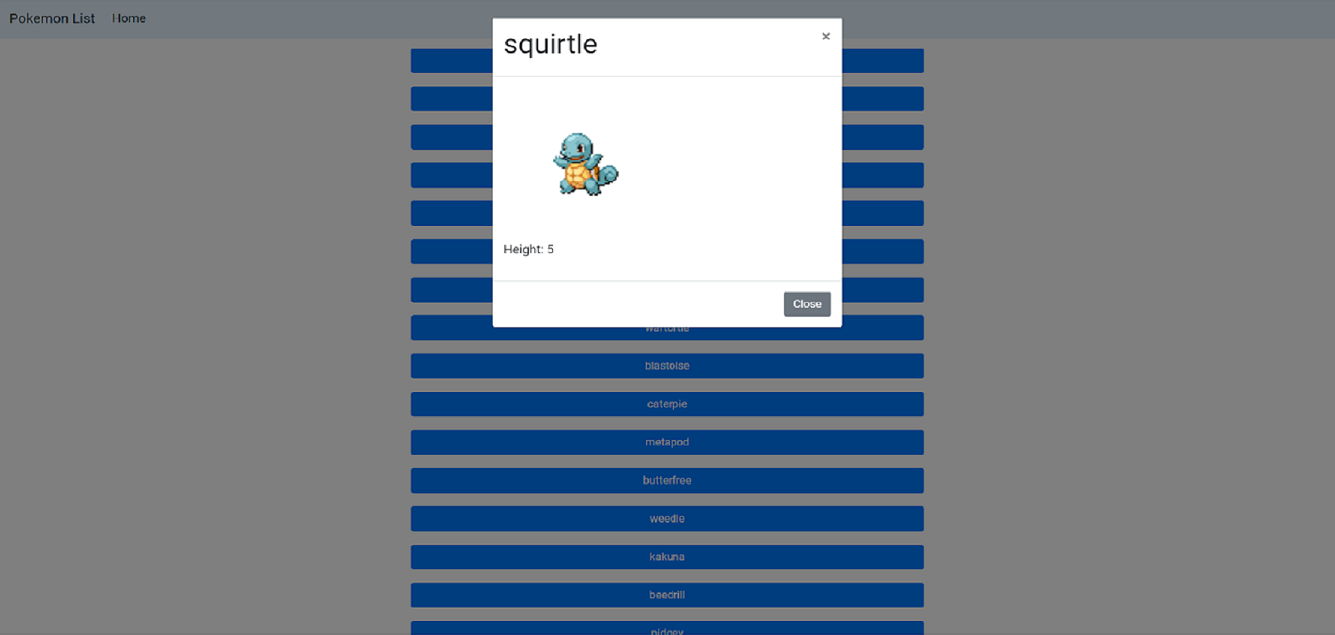 Pokemon List Home
squirtle ×
Height: 5
Close
wartortle
blastoise
caterpie
metapod
butterfree
weedle
kakuna
beedrill
pidgey